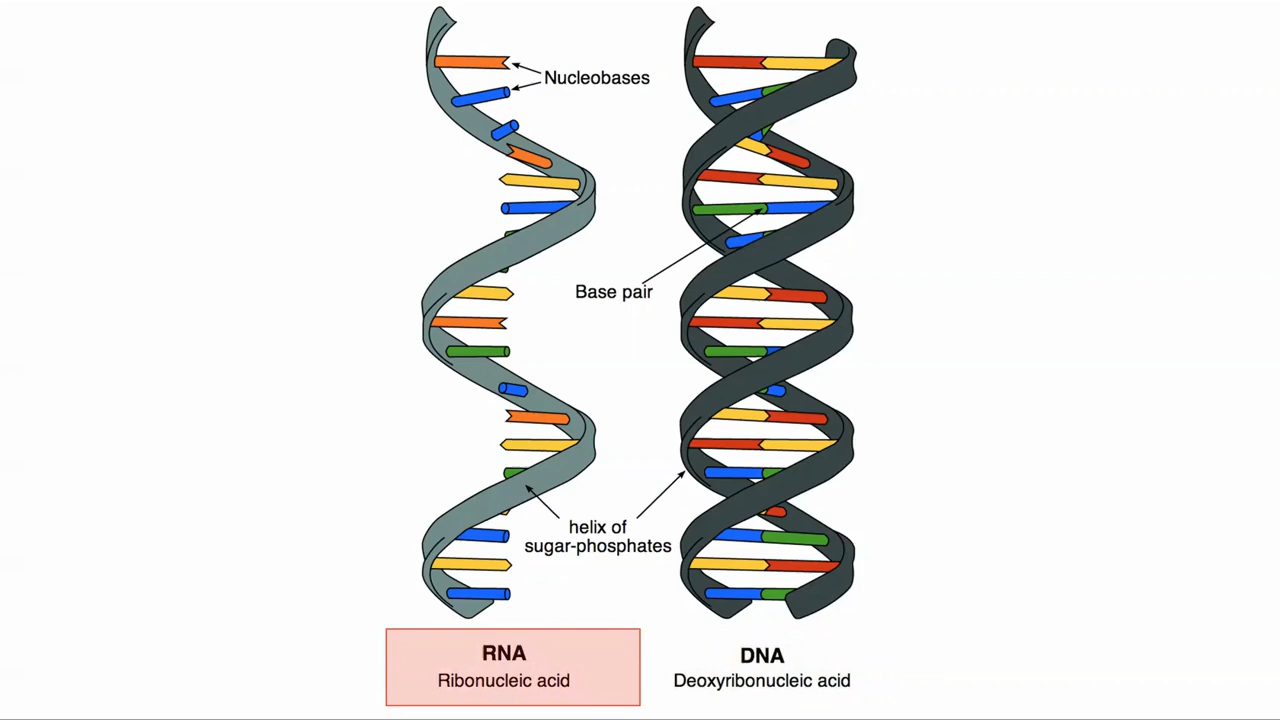 Nucleobases
Base pair
helix of
sugar-phosphates
RNA
Ribonucleic acid
DNA
Deoxyribonucleic acid